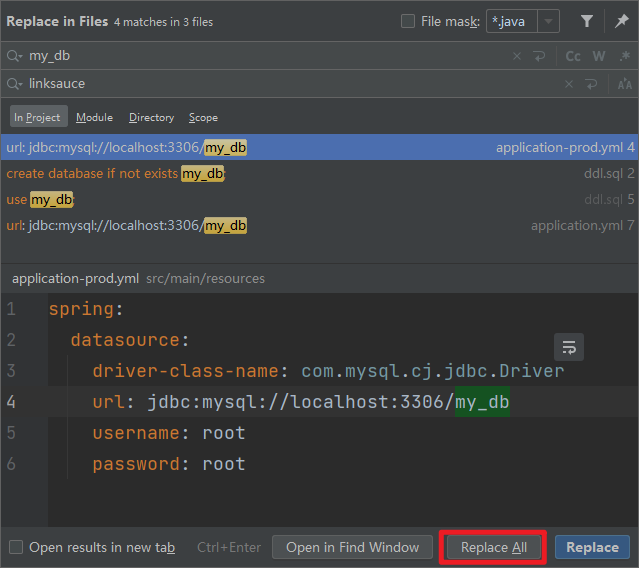 Replace in Files 4 matches in 3 files File mask: *.java
my_db Cc W .*
linksauce
In Project Module Directory Scope
url: jdbc:mysql://localhost:3306/my_db application-prod.yml 4
create database if not exists my_db; ddl.sql 2
use my_db; ddl.sql 5
url: jdbc:mysql://localhost:3306/my_db application.yml 7
application-prod.yml src/main/resources
1 spring:
2 datasource:
3 driver-class-name: com.mysql.cj.jdbc.Driver
4 url: jdbc:mysql://localhost:3306/my_db
5 username: root
6 password: root
Open results in new tab Ctrl+Enter Open in Find Window Replace All Replace